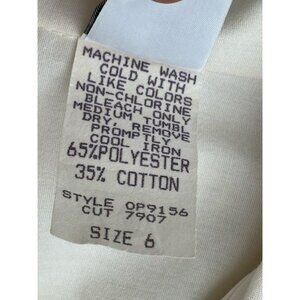 MACHINE WASH
COLD WITH
LIKE COLORS
NON-CHLORINE
BLEACH ONLY
MEDIUM TUMBL
DRY, REMOVE
PROMPTLY
COOL IRON
65%POLYESTER
35% COTTON
STYLE OP9156
CUT 7907
SIZE 6